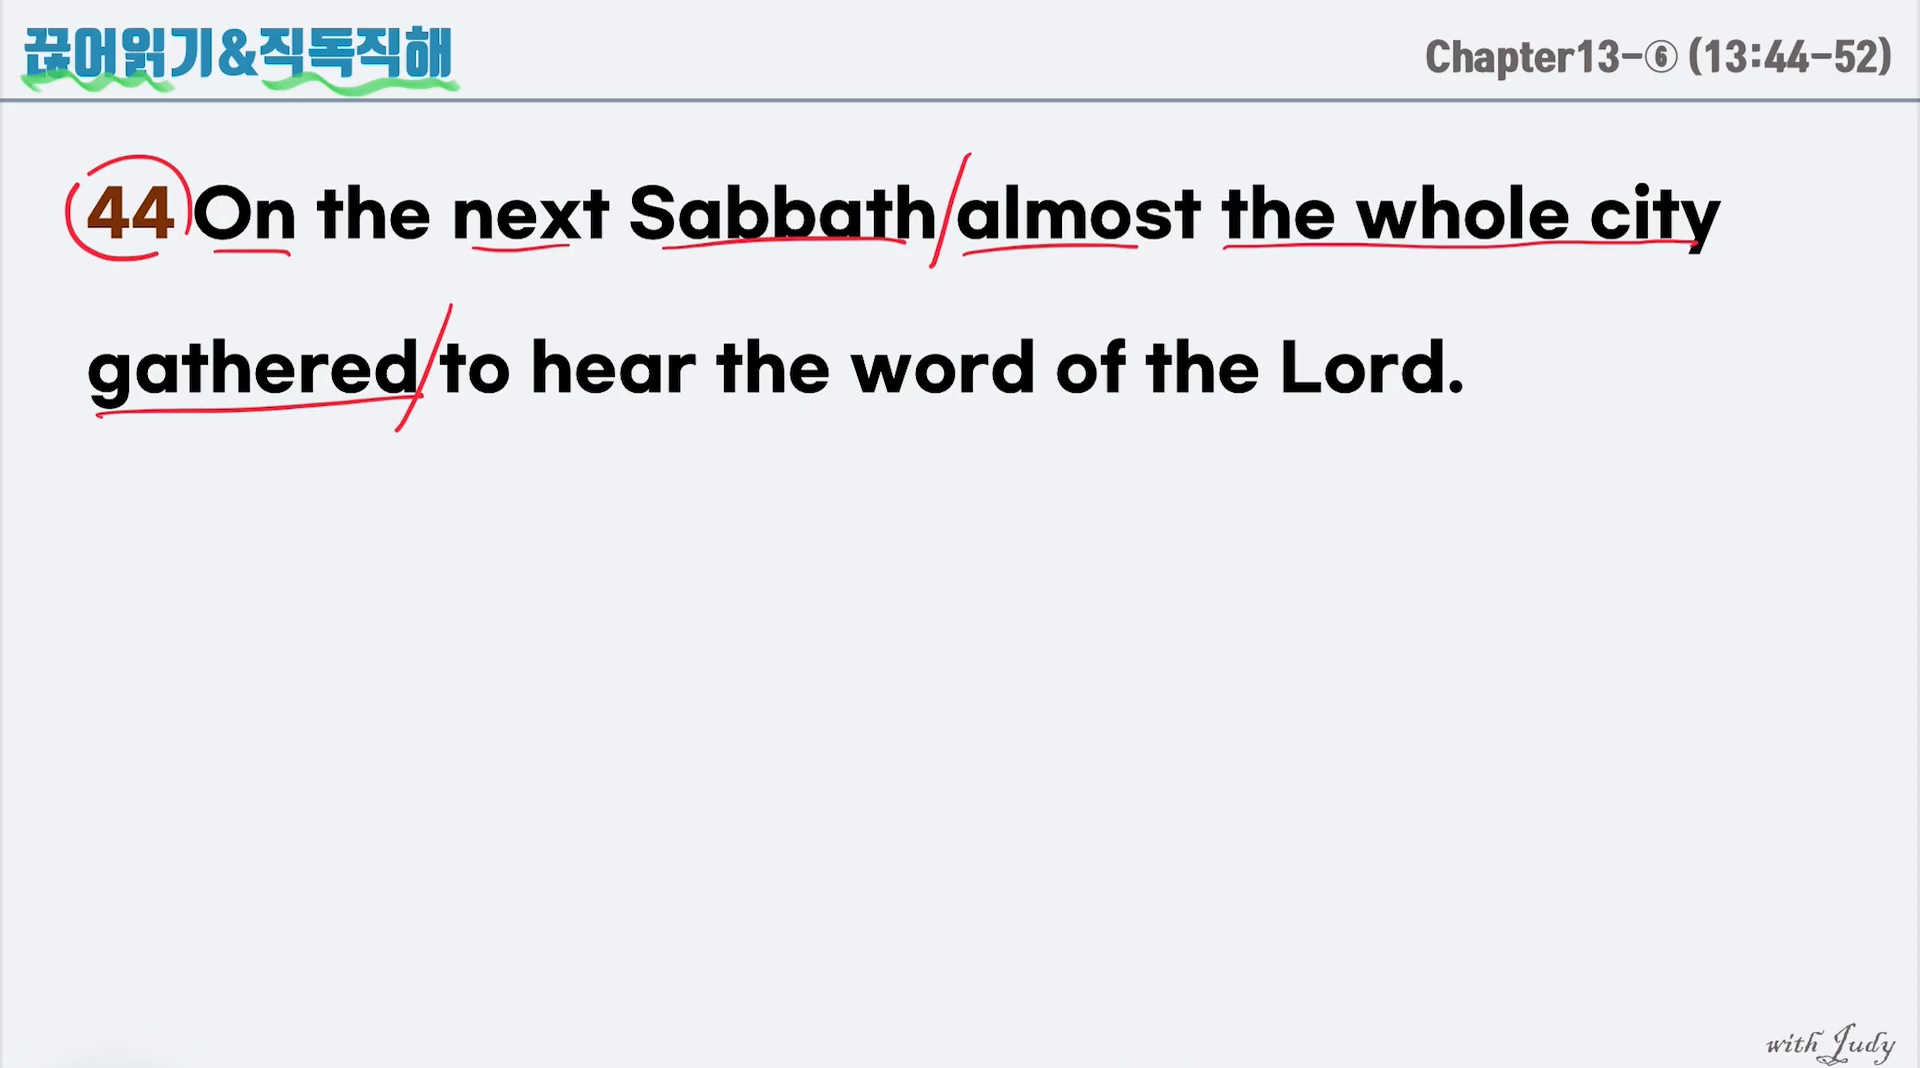 끊어읽기&직독직해
Chapter13-⑥ (13:44-52)
44 On the next Sabbath/almost the whole city
gathered/to hear the word of the Lord.
with Judy